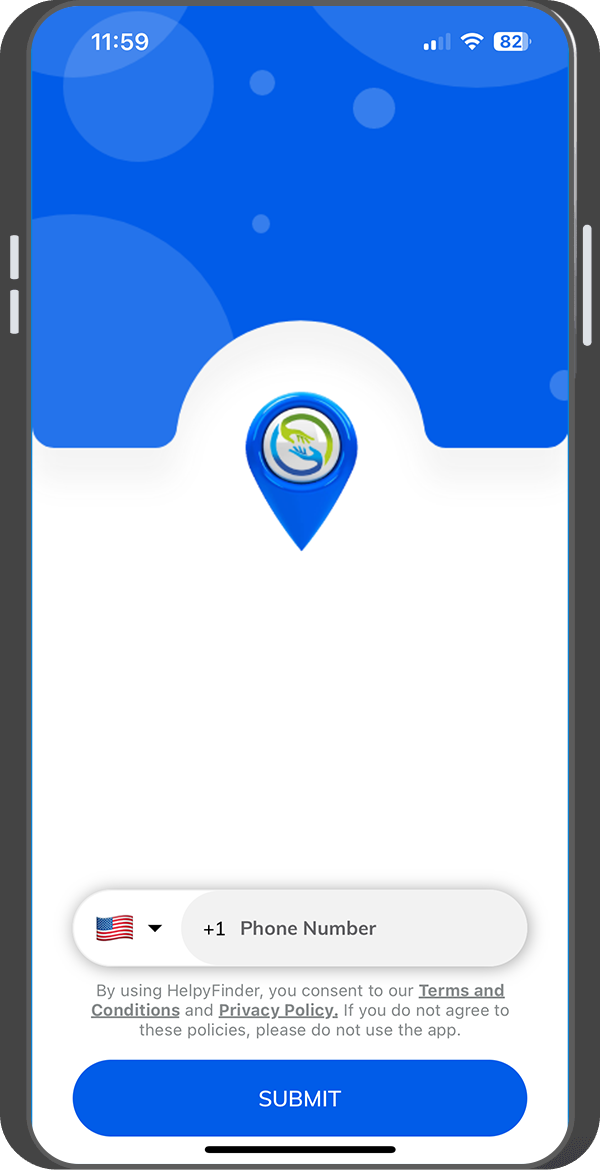 11:59
82
+1 Phone Number
By using HelpyFinder, you consent to our Terms and
Conditions and Privacy Policy. If you do not agree to
these policies, please do not use the app.
SUBMIT